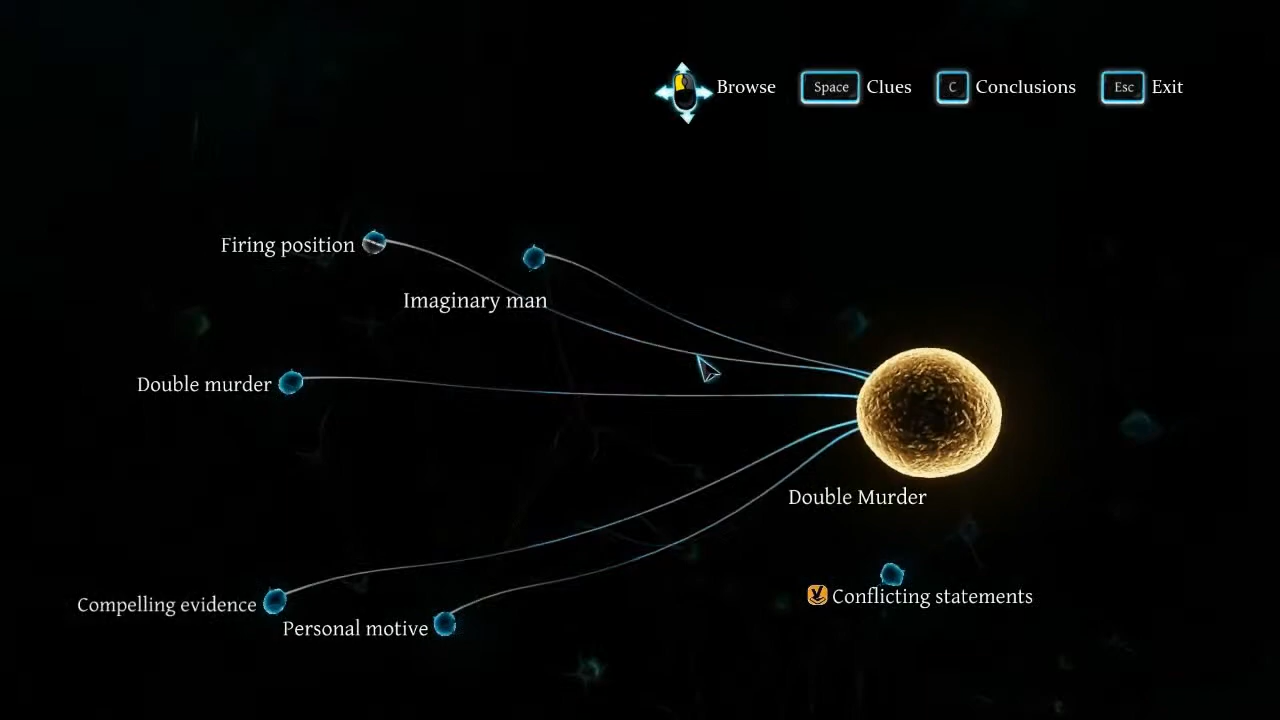 Browse
Space
Clues
C
Conclusions
Esc
Exit
Firing position
Imaginary man
Double murder
Double Murder
Conflicting statements
Compelling evidence
Personal motive